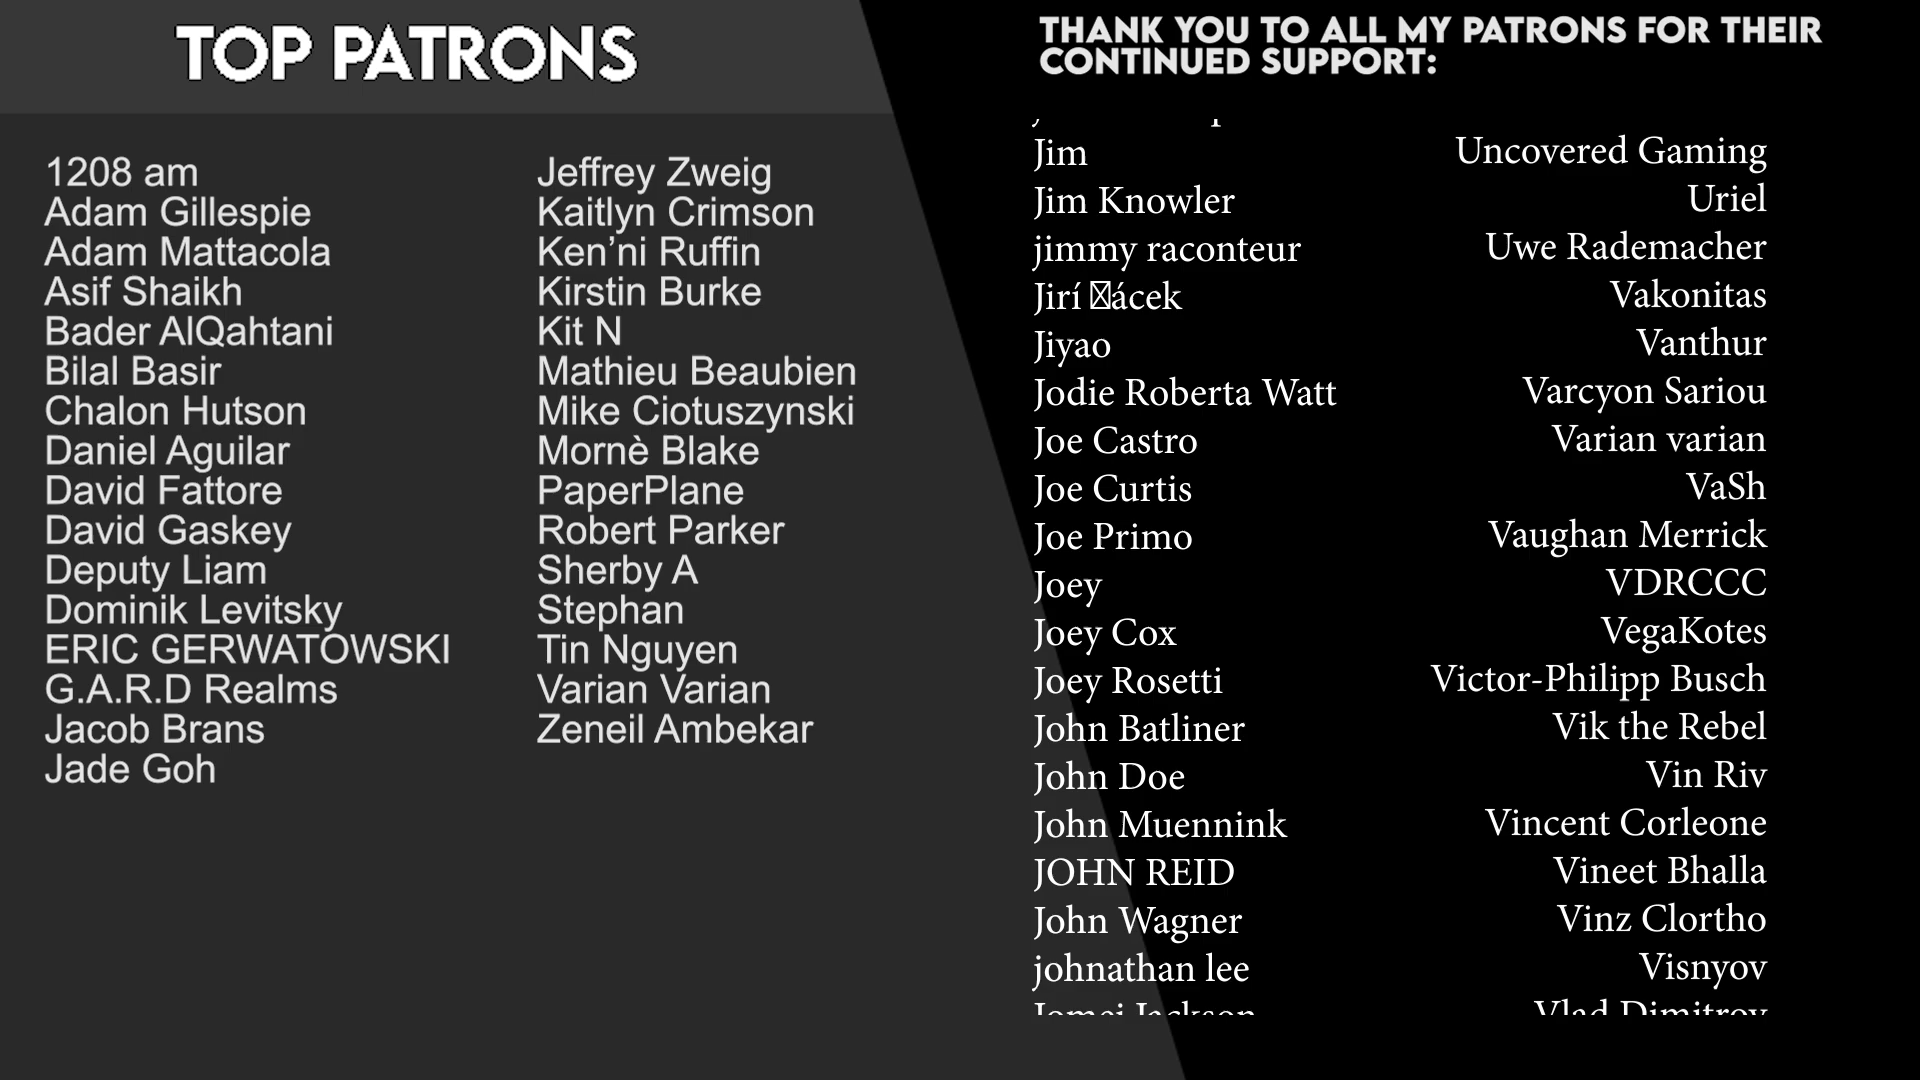 TOP PATRONS
1208 am
Adam Gillespie
Adam Mattacola
Asif Shaikh
Bader AlQahtani
Bilal Basir
Chalon Hutson
Daniel Aguilar
David Fattore
David Gaskey
Deputy Liam
Dominik Levitsky
ERIC GERWATOWSKI
G.A.R.D Realms
Jacob Brans
Jade Goh
Jeffrey Zweig
Kaitlyn Crimson
Ken’ni Ruffin
Kirstin Burke
Kit N
Mathieu Beaubien
Mike Ciotuszynski
Mornè Blake
PaperPlane
Robert Parker
Sherby A
Stephan
Tin Nguyen
Varian Varian
Zeneil Ambekar
THANK YOU TO ALL MY PATRONS FOR THEIR
CONTINUED SUPPORT:
Jim
Jim Knowler
jimmy raconteur
Jirí ácek
Jiyao
Jodie Roberta Watt
Joe Castro
Joe Curtis
Joe Primo
Joey
Joey Cox
Joey Rosetti
John Batliner
John Doe
John Muennink
JOHN REID
John Wagner
johnathan lee
Jackson
Uncovered Gaming
Uriel
Uwe Rademacher
Vakonitas
Vanthur
Varcyon Sariou
Varian varian
VaSh
Vaughan Merrick
VDRCCC
VegaKotes
Victor-Philipp Busch
Vik the Rebel
Vin Riv
Vincent Corleone
Vineet Bhalla
Vinz Clortho
Visnyov
Vlad Dimitrov